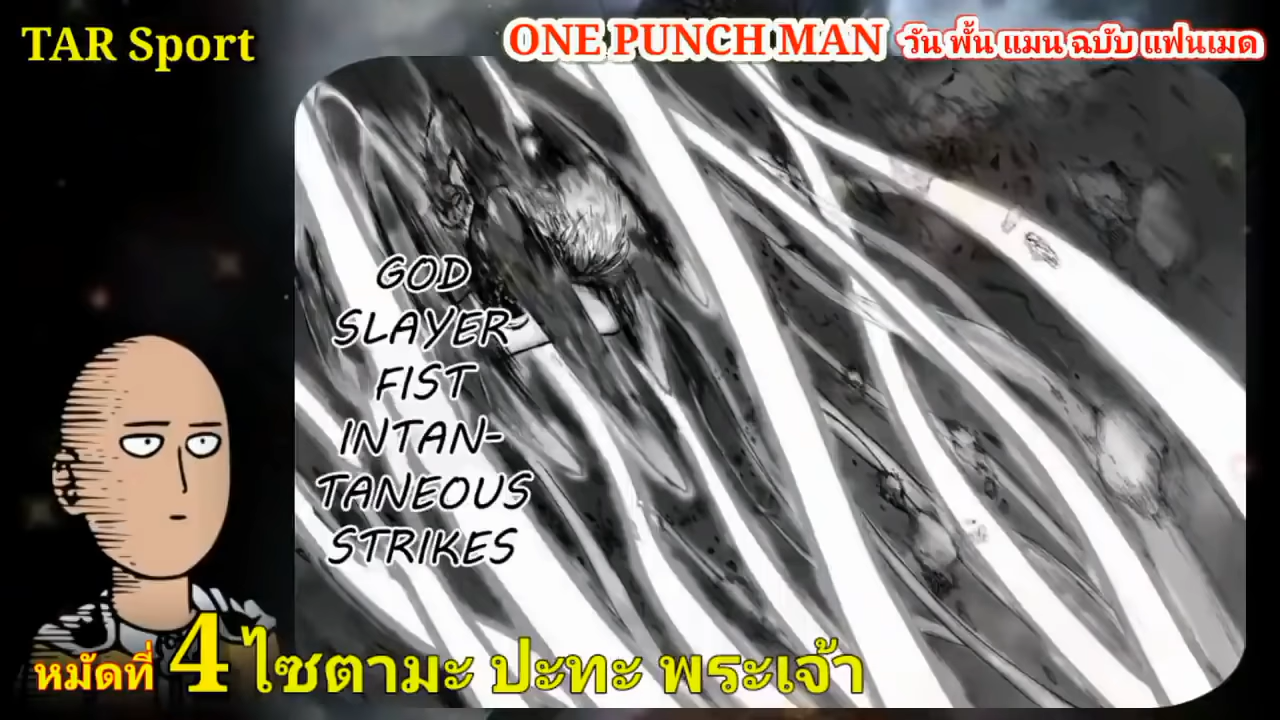 TAR Sport
ONE PUNCH MAN วัน พั้น แมน ฉบับ แฟนเมด
GOD
SLAYER
FIST
INTAN-
TANEOUS
STRIKES
หมัดที่ 4 ไซตามะ ปะทะ พระเจ้า